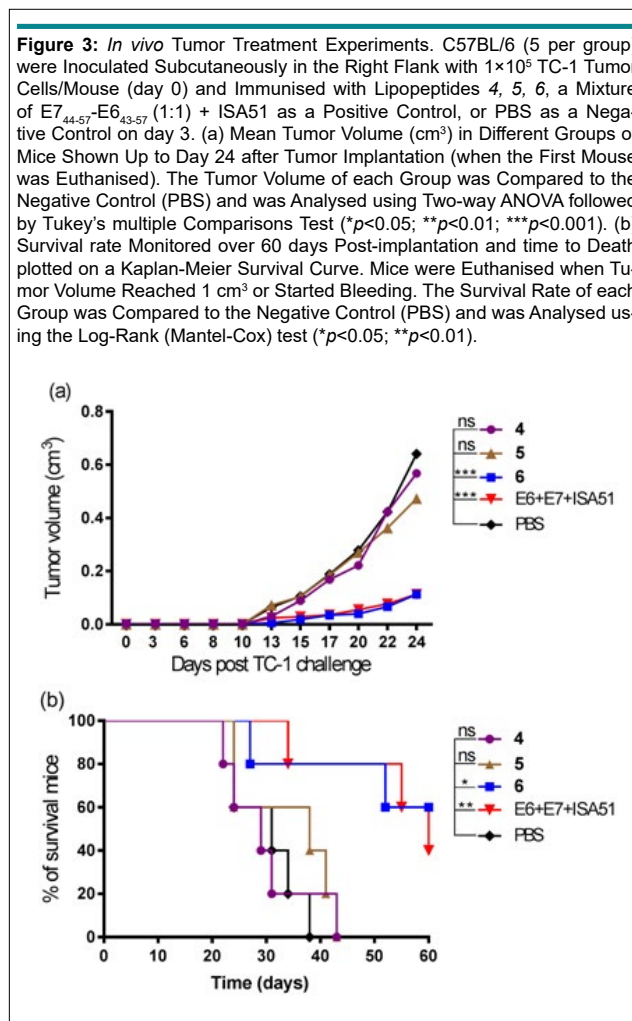 Figure 3: In vivo Tumor Treatment Experiments. C57BL/6 (5 per group)
were Inoculated Subcutaneously in the Right Flank with 1×10⁵ TC-1 Tumor
Cells/Mouse (day 0) and Immunised with Lipopeptides 4, 5, 6, a Mixture
of E7₄₄₋₅₇-E6₄₃₋₅₇ (1:1) + ISA51 as a Positive Control, or PBS as a Nega-
tive Control on day 3. (a) Mean Tumor Volume (cm³) in Different Groups o
Mice Shown Up to Day 24 after Tumor Implantation (when the First Mouse
was Euthanised). The Tumor Volume of each Group was Compared to the
Negative Control (PBS) and was Analysed using Two-way ANOVA followed
by Tukey's multiple Comparisons Test (*p<0.05; **p<0.01; ***p<0.001). (b)
Survival rate Monitored over 60 days Post-implantation and time to Death
plotted on a Kaplan-Meier Survival Curve. Mice were Euthanised when Tu-
mor Volume Reached 1 cm³ or Started Bleeding. The Survival Rate of each
Group was Compared to the Negative Control (PBS) and was Analysed us-
ing the Log-Rank (Mantel-Cox) test (*p<0.05; **p<0.01).
(a)
Tumor volume (cm³)
0.8
0.6
0.4
0.2
0.0
0 3 6 8 10 13 15 17 20 22 24
Days post TC-1 challenge
ns 4
ns 5
*** 6
*** E6+E7+ISA51
PBS
(b)
% of survival mice
100
80
60
40
20
0
0 10 20 30 40 50 60
Time (days)
ns 4
ns 5
* 6
** E6+E7+ISA51
PBS